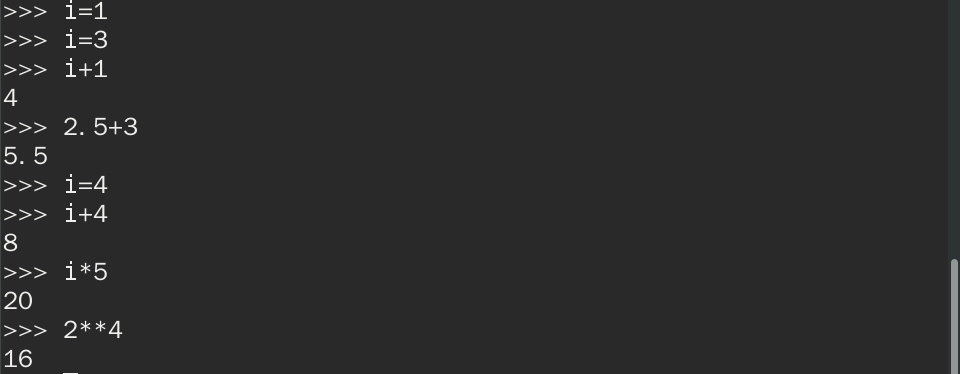 >>> i=1
>>> i=3
>>> i+1
4
>>> 2.5+3
5.5
>>> i=4
>>> i+4
8
>>> i*5
20
>>> 2**4
16